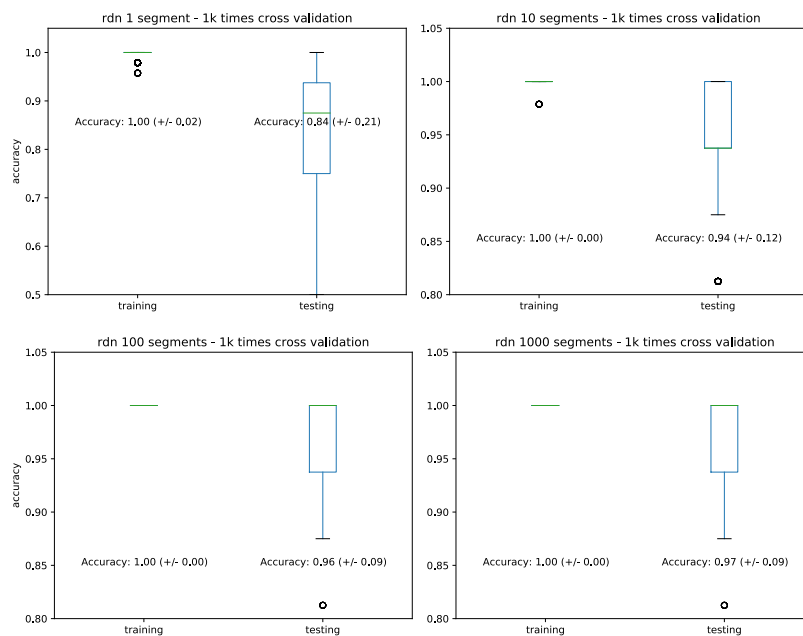 rdn 1 segment - 1k times cross validation
1.0
0.9
0.8
0.7
0.6
0.5
accuracy
Accuracy: 1.00 (+/- 0.02)
Accuracy: 0.84 (+/- 0.21)
training
testing
rdn 10 segments - 1k times cross validation
1.05
1.00
0.95
0.90
0.85
0.80
Accuracy: 1.00 (+/- 0.00)
Accuracy: 0.94 (+/- 0.12)
training
testing
rdn 100 segments - 1k times cross validation
1.05
1.00
0.95
0.90
0.85
0.80
accuracy
Accuracy: 1.00 (+/- 0.00)
Accuracy: 0.96 (+/- 0.09)
training
testing
rdn 1000 segments - 1k times cross validation
1.05
1.00
0.95
0.90
0.85
0.80
Accuracy: 1.00 (+/- 0.00)
Accuracy: 0.97 (+/- 0.09)
training
testing